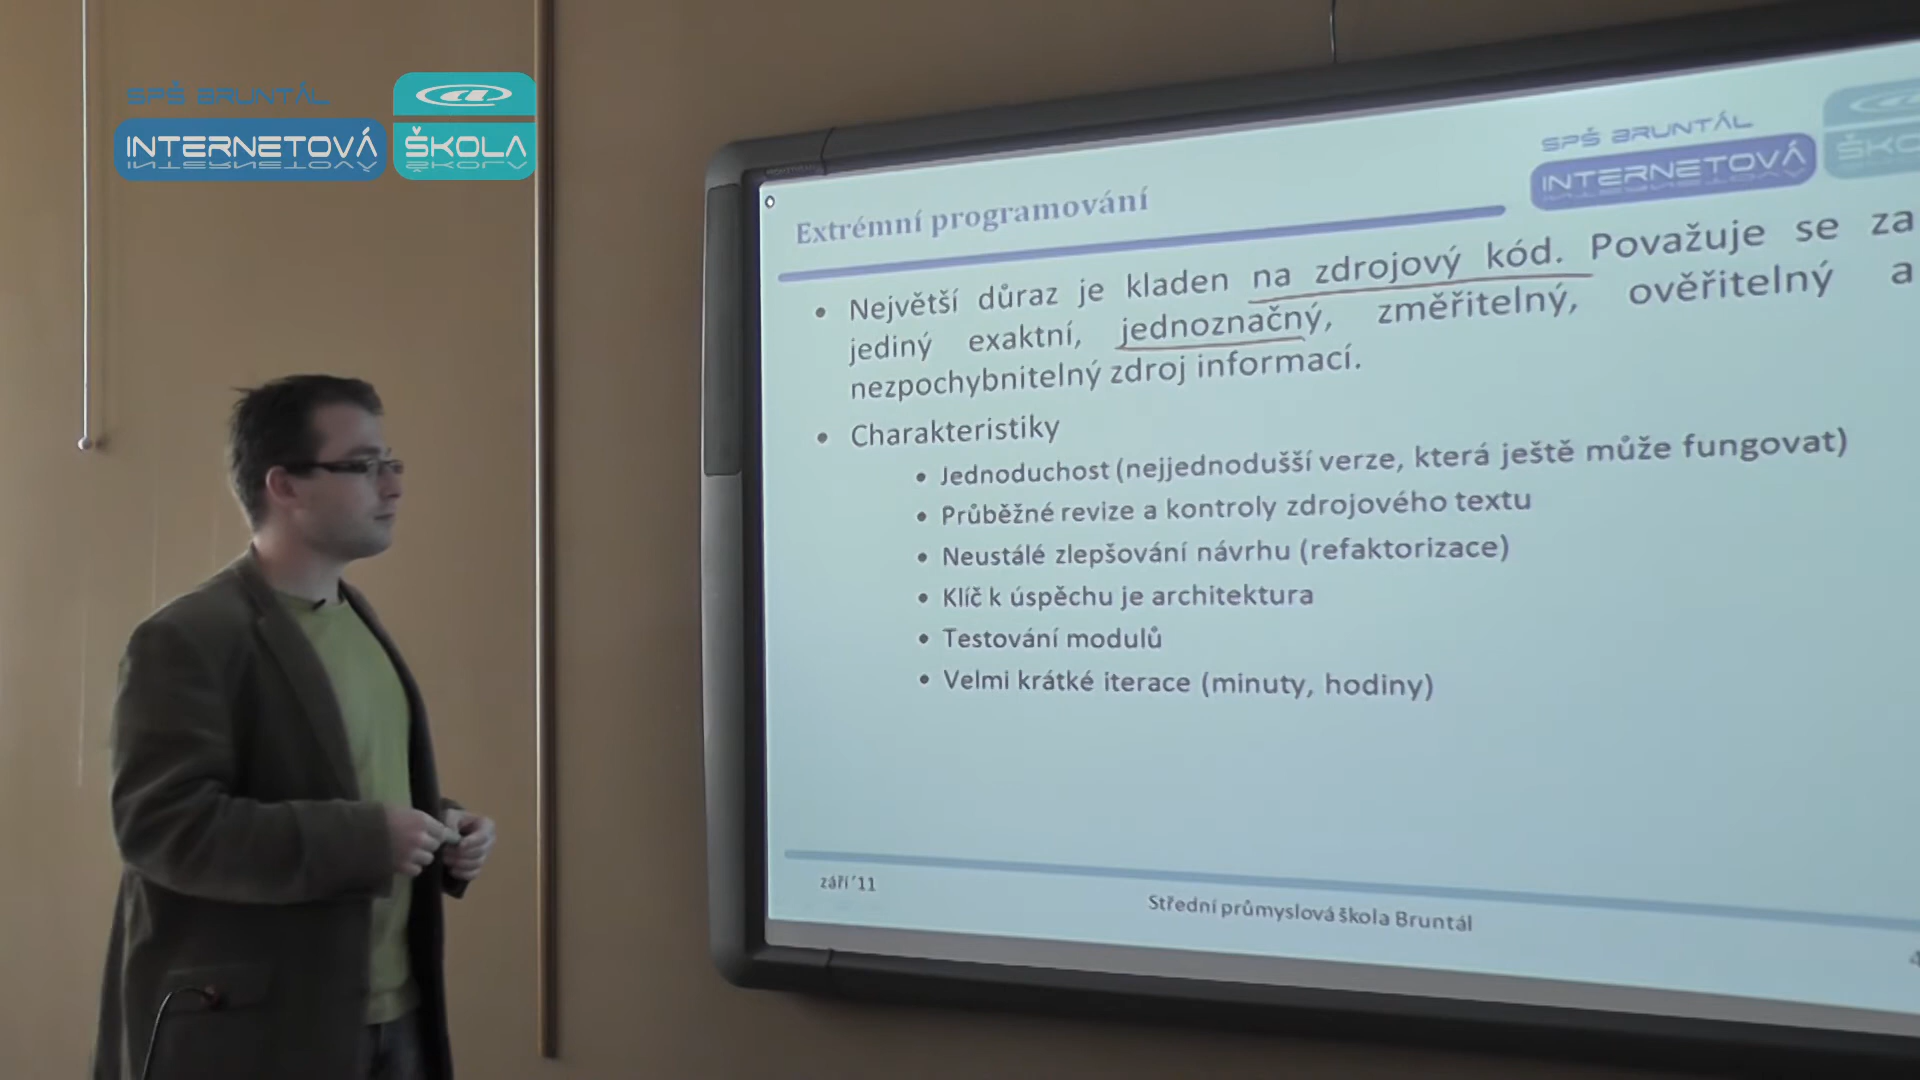 SPŠ BRUNTÁL
INTERNETOVÁ ŠKOLA
SPŠ BRUNTÁL
INTERNETOVÁ ŠKO
Extrémní programování
• Největší důraz je kladen na zdrojový kód. Považuje se za
jediný exaktní, jednoznačný, změřitelný, ověřitelný a
nezpochybnitelný zdroj informací.
• Charakteristiky
• Jednoduchost (nejjednodušší verze, která ještě může fungovat)
• Průběžné revize a kontroly zdrojového textu
• Neustálé zlepšování návrhu (refaktorizace)
• Klíč k úspěchu je architektura
• Testování modulů
• Velmi krátké iterace (minuty, hodiny)
září '11
Střední průmyslová škola Bruntál
4